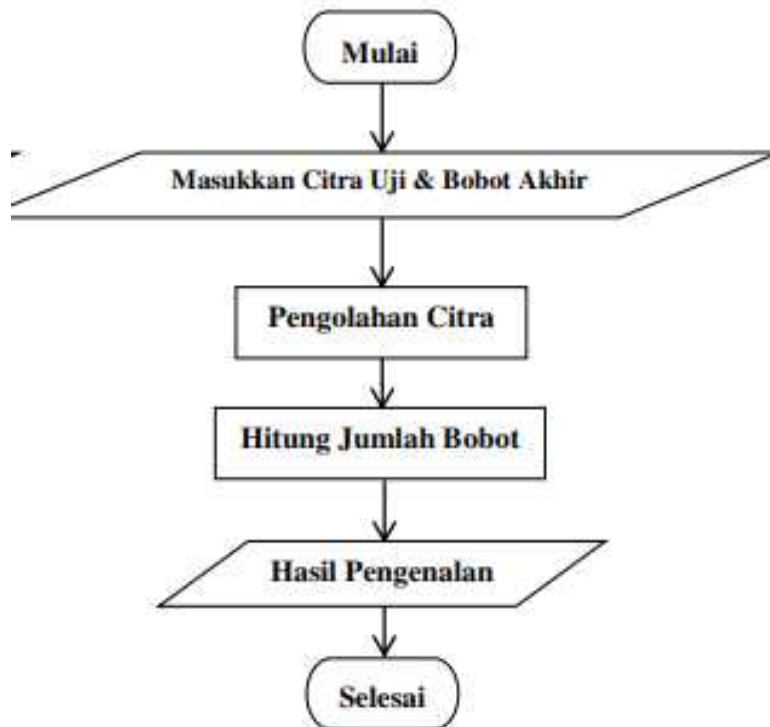 Mulai
Masukkan Citra Uji & Bobot Akhir
Pengolahan Citra
Hitung Jumlah Bobot
Hasil Pengenalan
Selesai